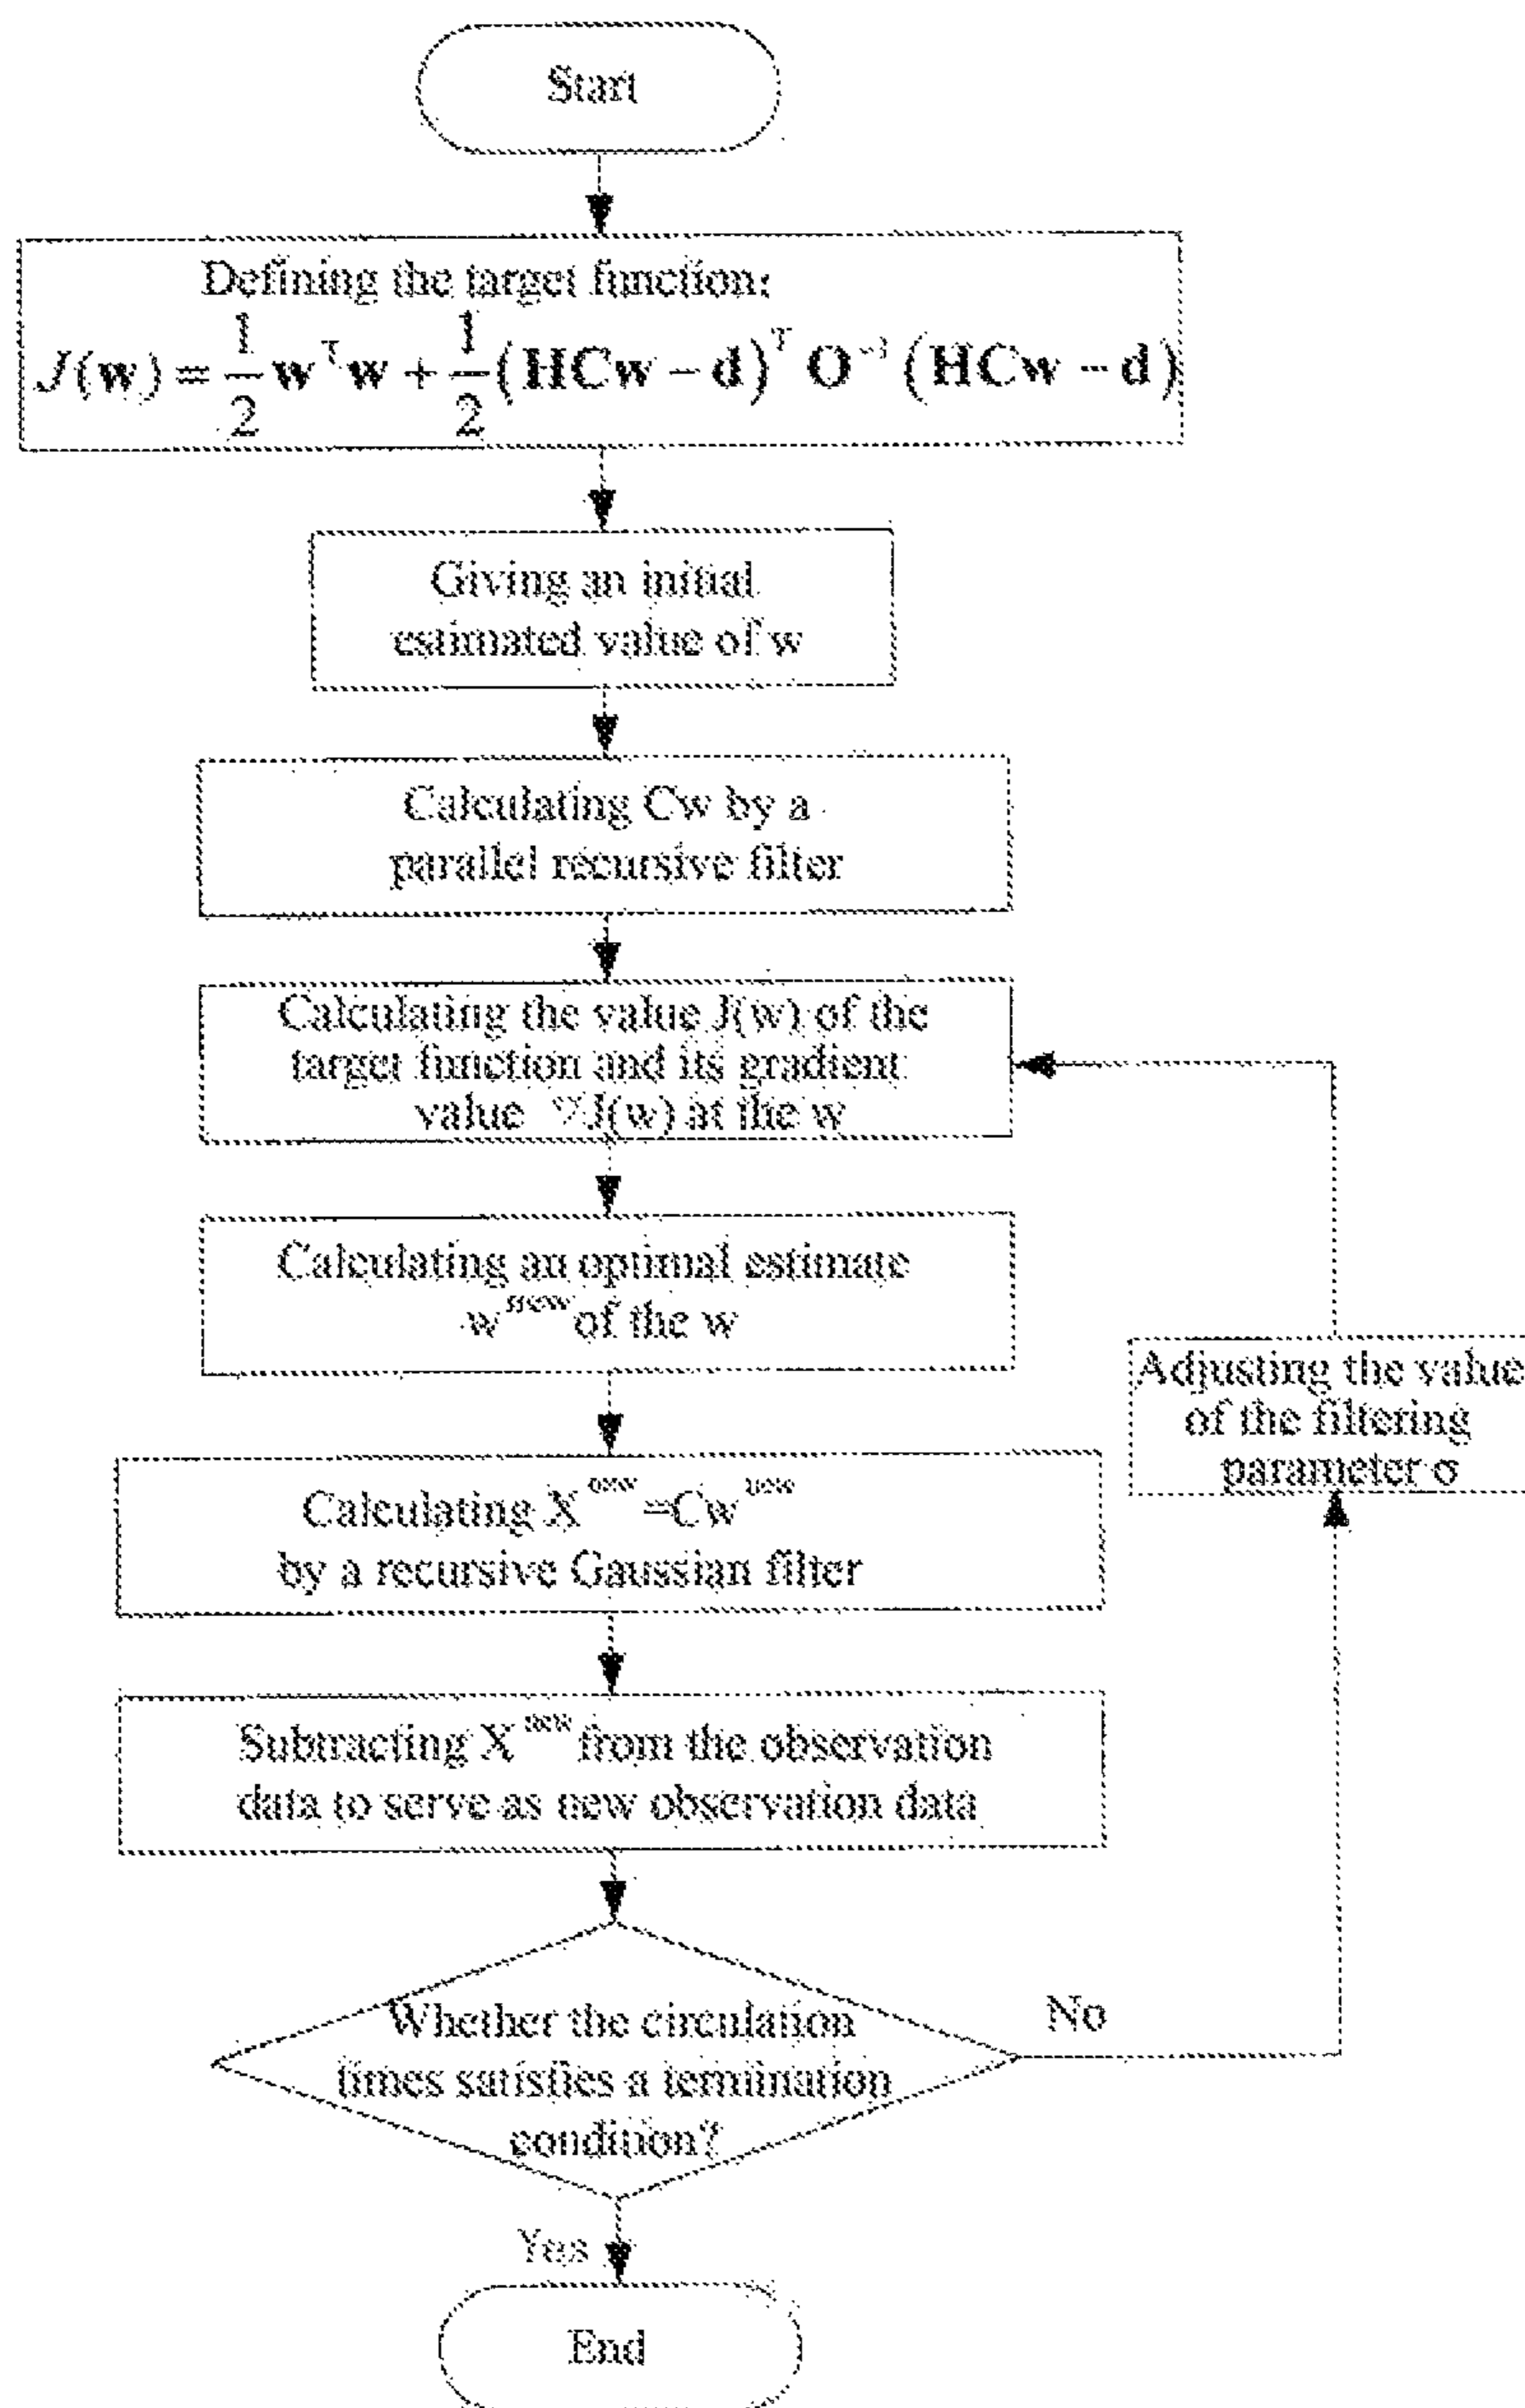 Start
Defining the target function:
J(w) = 1/2 w^T w + 1/2 (HCw - d)^T O^-1 (HCw - d)
Giving an initial
estimated value of w
Calculating Cw by a
parallel recursive filter
Calculating the value J(w) of the
target function and its gradient
value ∇J(w) at the w
Calculating an optimal estimate
w^new of the w
Calculating X^new=Cw^new
by a recursive Gaussian filter
Subtracting X^new from the observation
data to serve as new observation data
Whether the circulation
times satisfies a termination
condition?
No
Adjusting the value
of the filtering
parameter σ
Yes
End